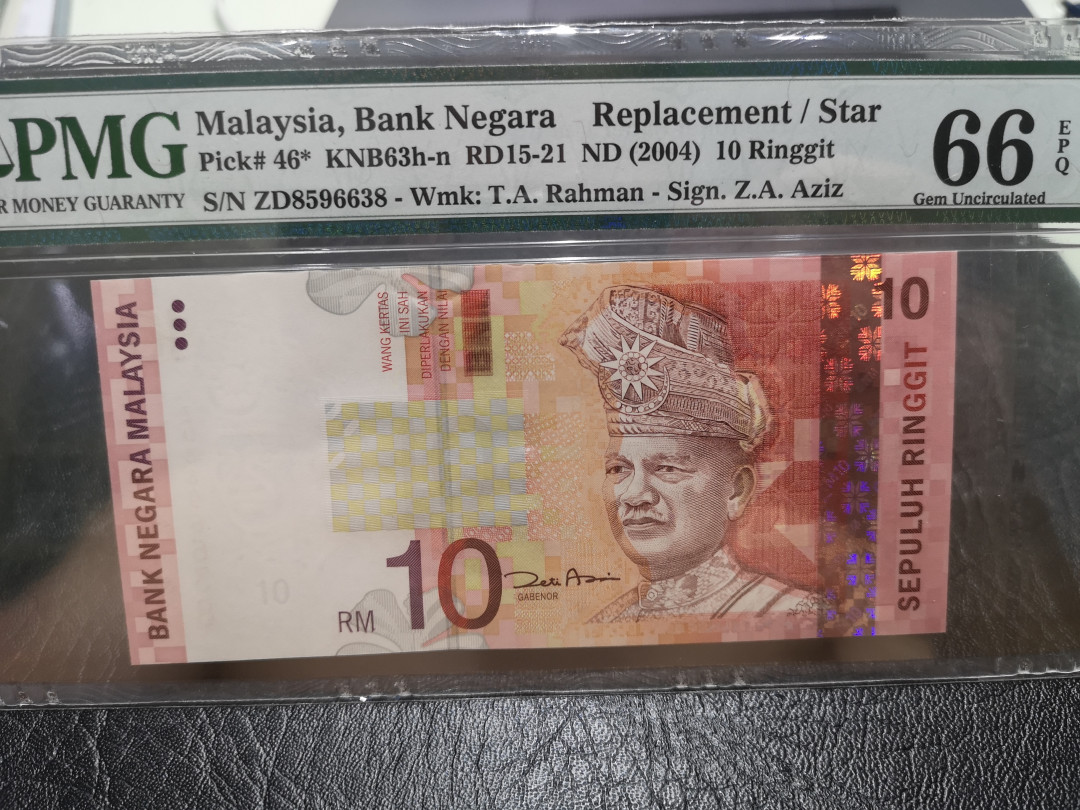 PMG
Malaysia, Bank Negara Replacement / Star
Pick# 46* KNB63h-n RD15-21 ND (2004) 10 Ringgit
R MONEY GUARANTY S/N ZD8596638 - Wmk: T.A. Rahman - Sign. Z.A. Aziz
66
EPQ
Gem Uncirculated
BANK NEGARA MALAYSIA
WANG KERTAS
INI SAH
DIPERLAKUKAN
DENGAN NILAI
10
SEPULUH RINGGIT
RM 10
Zeti Aziz
GABENOR
10